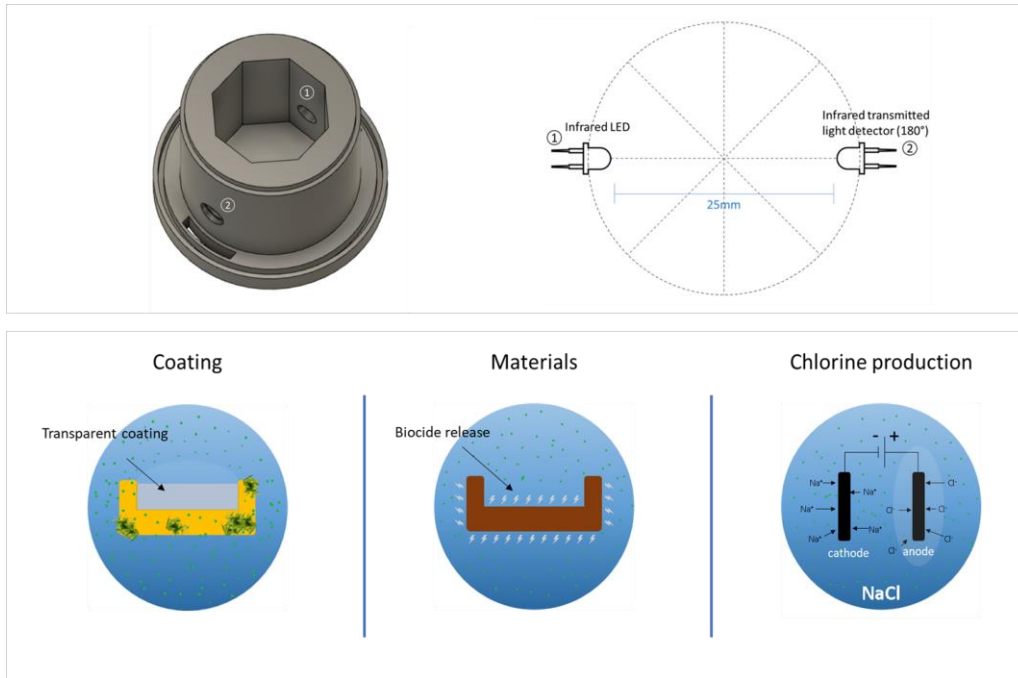 ①
②
① Infrared LED
Infrared transmitted
light detector (180°)
②
25mm
Coating
Transparent coating
Materials
Biocide release
Chlorine production
- +
Na⁺
Na⁺
Na⁺
Na⁺
Na⁺
Cl⁻
Cl⁻
Cl⁻
Cl⁻
Cl⁻
cathode
anode
NaCl